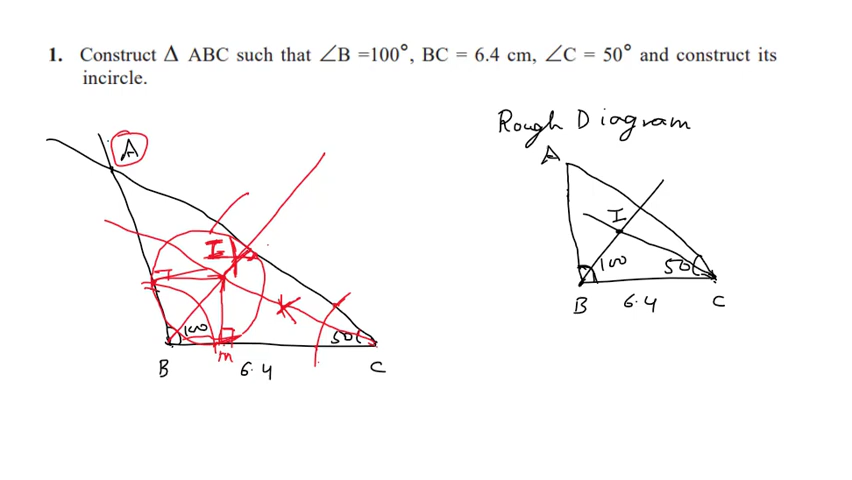 1. Construct Δ ABC such that ∠B =100°, BC = 6.4 cm, ∠C = 50° and construct its
incircle.
Rough Diagram
A
A
I
I
100
50
100
50
B
M
6.4
C
B
6.4
C